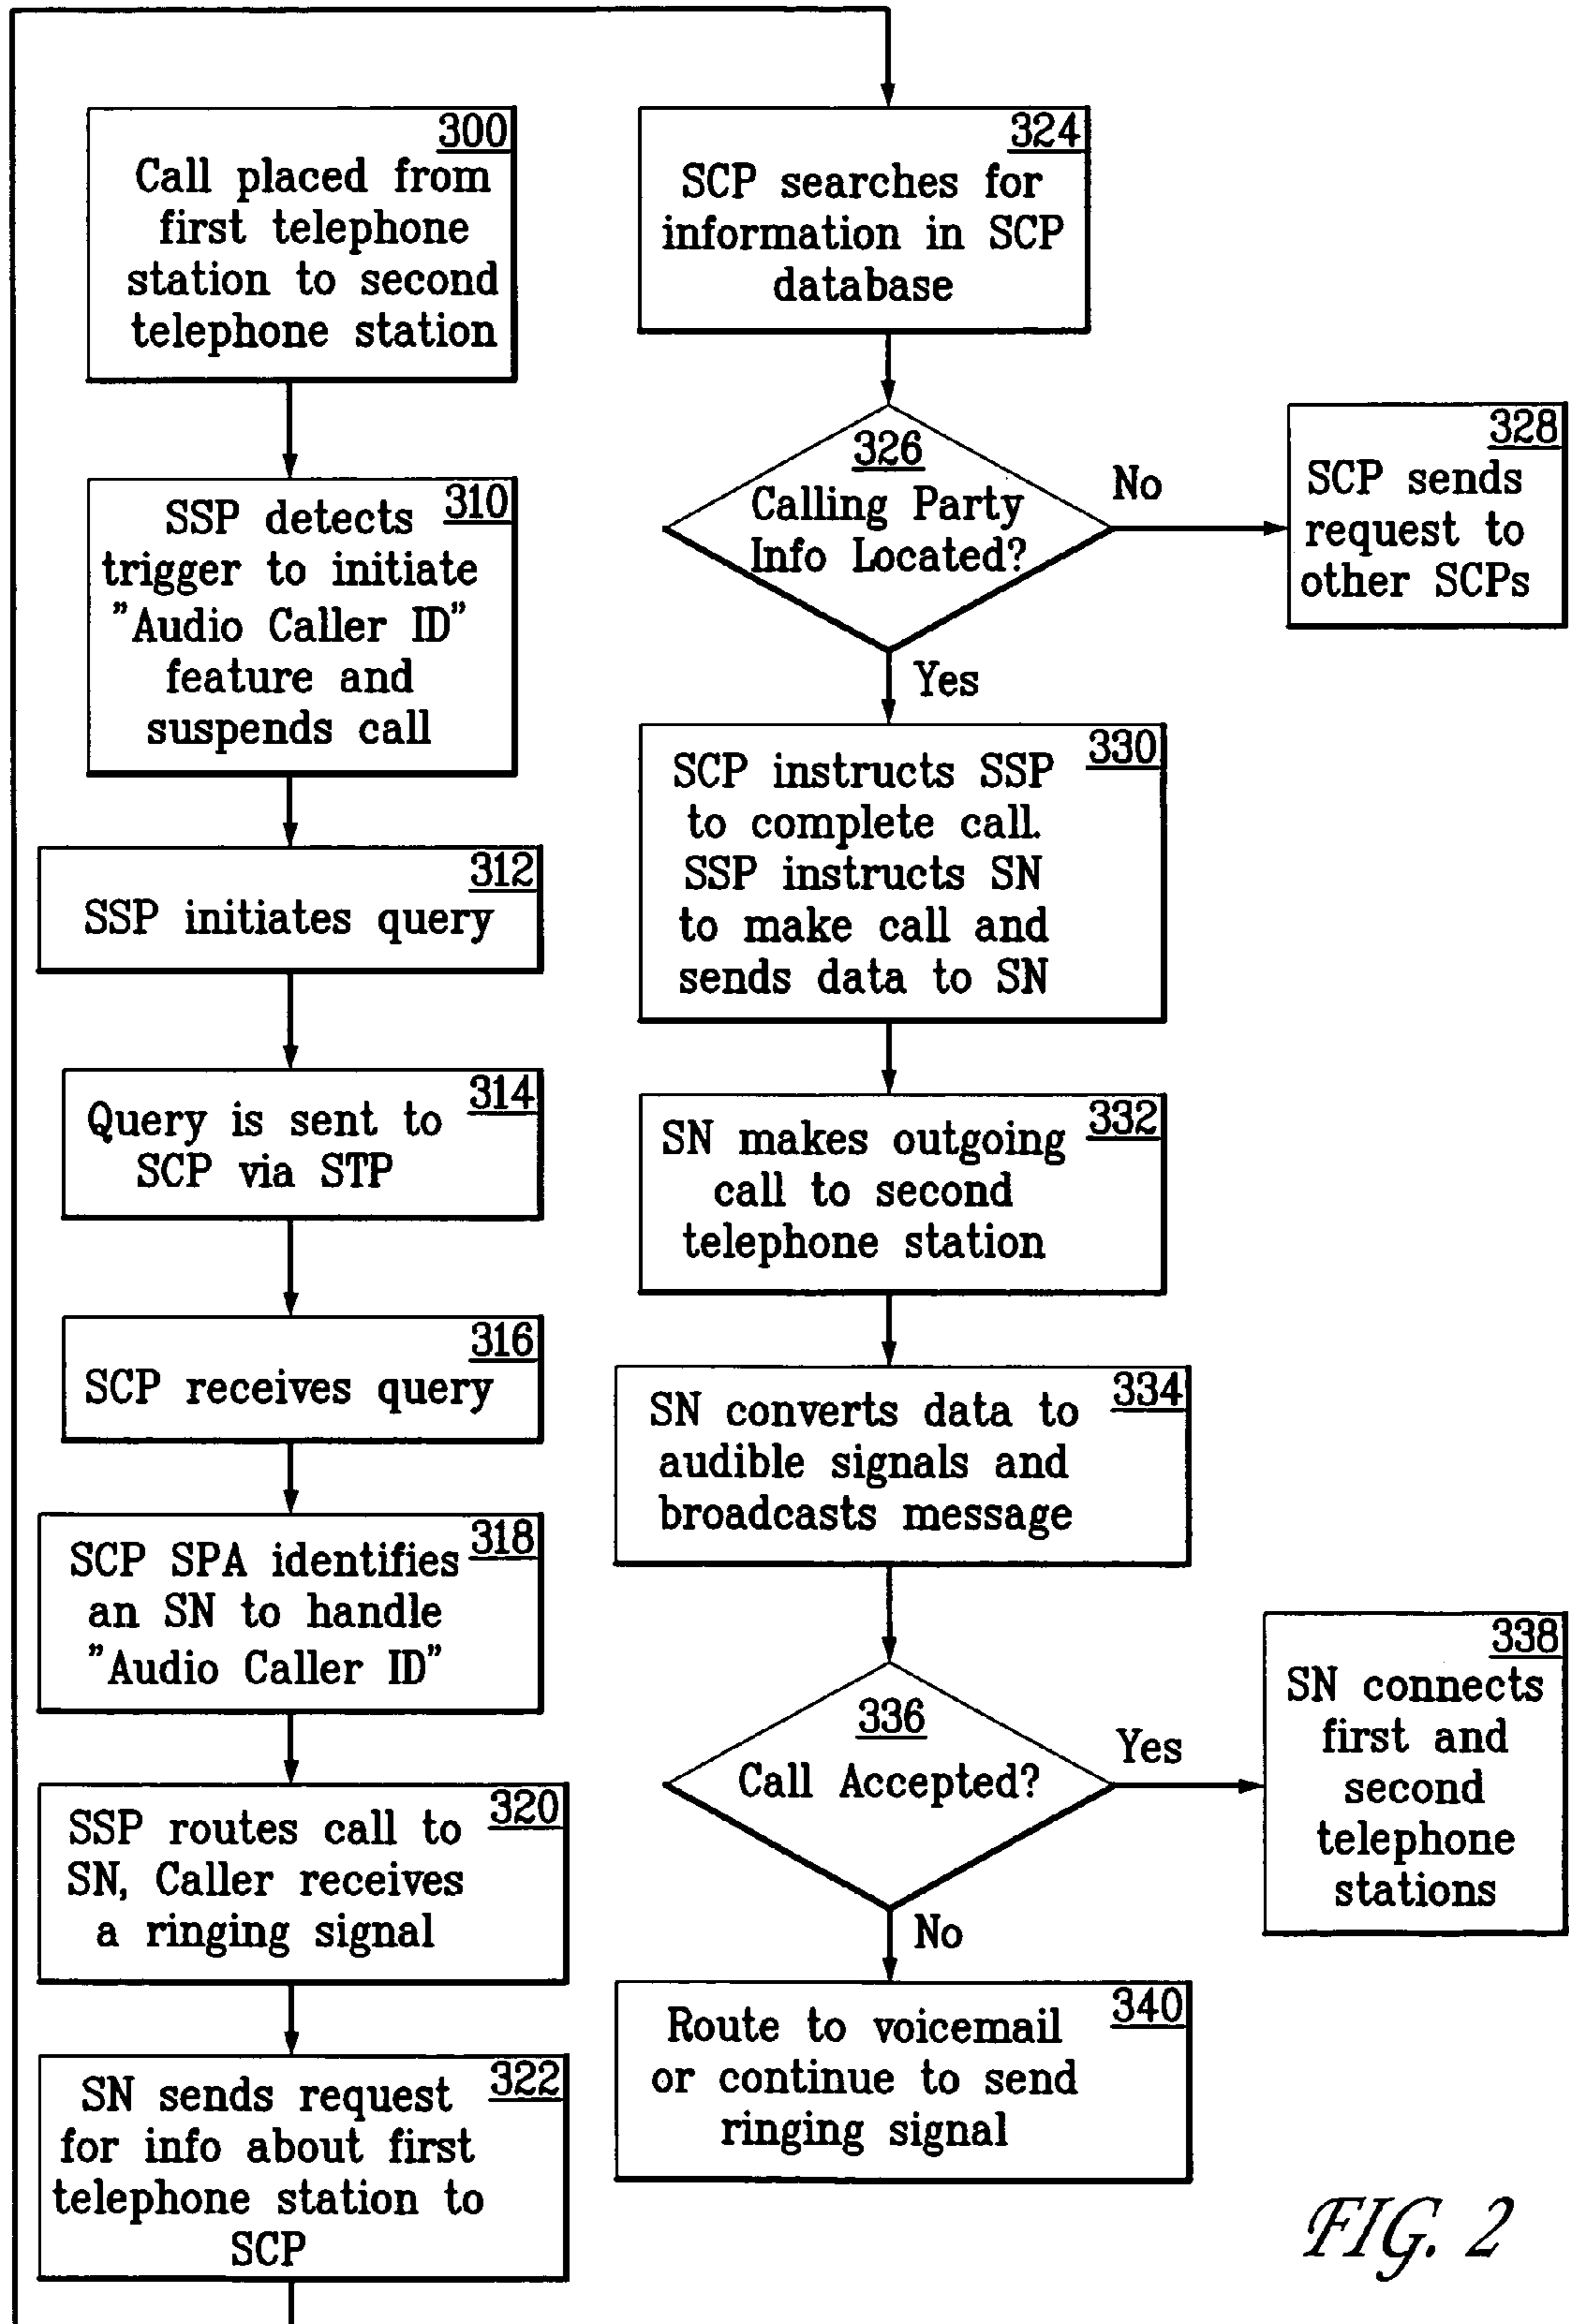 300
Call placed from
first telephone
station to second
telephone station
310
SSP detects
trigger to initiate
"Audio Caller ID"
feature and
suspends call
312
SSP initiates query
314
Query is sent to
SCP via STP
316
SCP receives query
318
SCP SPA identifies
an SN to handle
"Audio Caller ID"
320
SSP routes call to
SN, Caller receives
a ringing signal
322
SN sends request
for info about first
telephone station to
SCP
324
SCP searches for
information in SCP
database
326
Calling Party
Info Located?
No
328
SCP sends
request to
other SCPs
Yes
330
SCP instructs SSP
to complete call.
SSP instructs SN
to make call and
sends data to SN
332
SN makes outgoing
call to second
telephone station
334
SN converts data to
audible signals and
broadcasts message
336
Call Accepted?
Yes
338
SN connects
first and
second
telephone
stations
No
340
Route to voicemail
or continue to send
ringing signal
FIG. 2